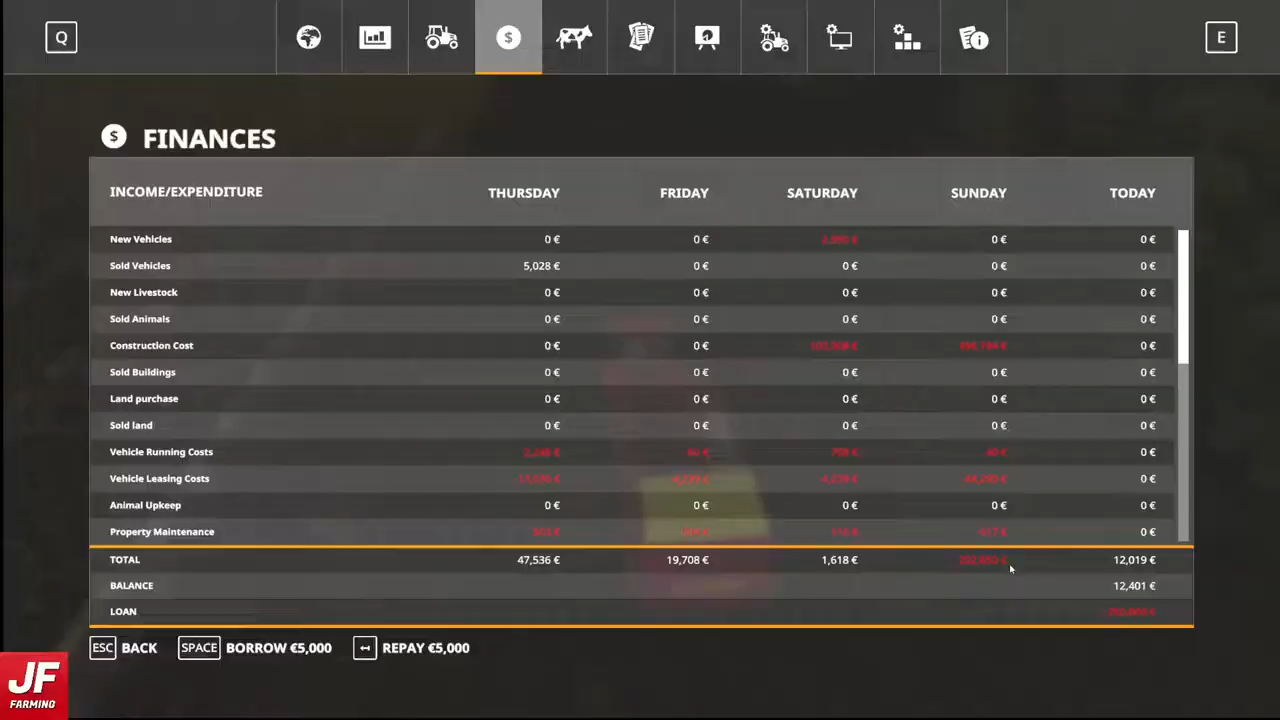 Q
E
$ FINANCES
INCOME/EXPENDITURE THURSDAY FRIDAY SATURDAY SUNDAY TODAY
New Vehicles 0 € 0 € 0 € 0 €
Sold Vehicles 5,028 € 0 € 0 € 0 € 0 €
New Livestock 0 € 0 € 0 € 0 € 0 €
Sold Animals 0 € 0 € 0 € 0 € 0 €
Construction Cost 0 € 0 € 0 €
Sold Buildings 0 € 0 € 0 € 0 € 0 €
Land purchase 0 € 0 € 0 € 0 € 0 €
Sold land 0 € 0 € 0 € 0 € 0 €
Vehicle Running Costs 0 €
Vehicle Leasing Costs 0 €
Animal Upkeep 0 € 0 € 0 € 0 € 0 €
Property Maintenance 0 €
TOTAL 47,536 € 19,708 € 1,618 € 12,019 €
BALANCE 12,401 €
LOAN
ESC BACK SPACE BORROW €5,000 REPAY €5,000
JF
FARMING